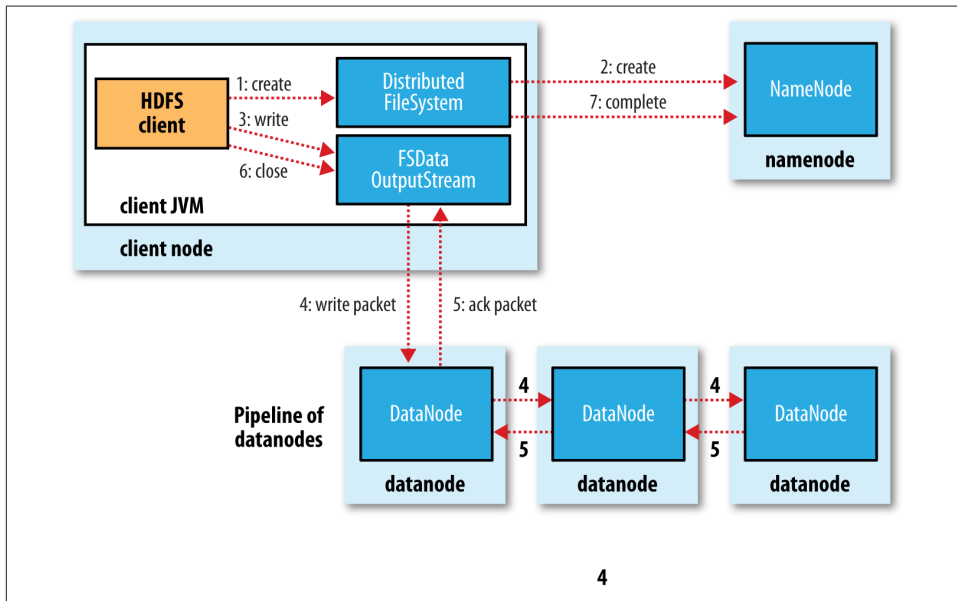 1: create
2: create
HDFS
client
Distributed
FileSystem
NameNode
7: complete
3: write
6: close
FSData
OutputStream
namenode
client JVM
client node
4: write packet
5: ack packet
Pipeline of
datanodes
DataNode
4
5
DataNode
4
5
DataNode
datanode
datanode
datanode
4